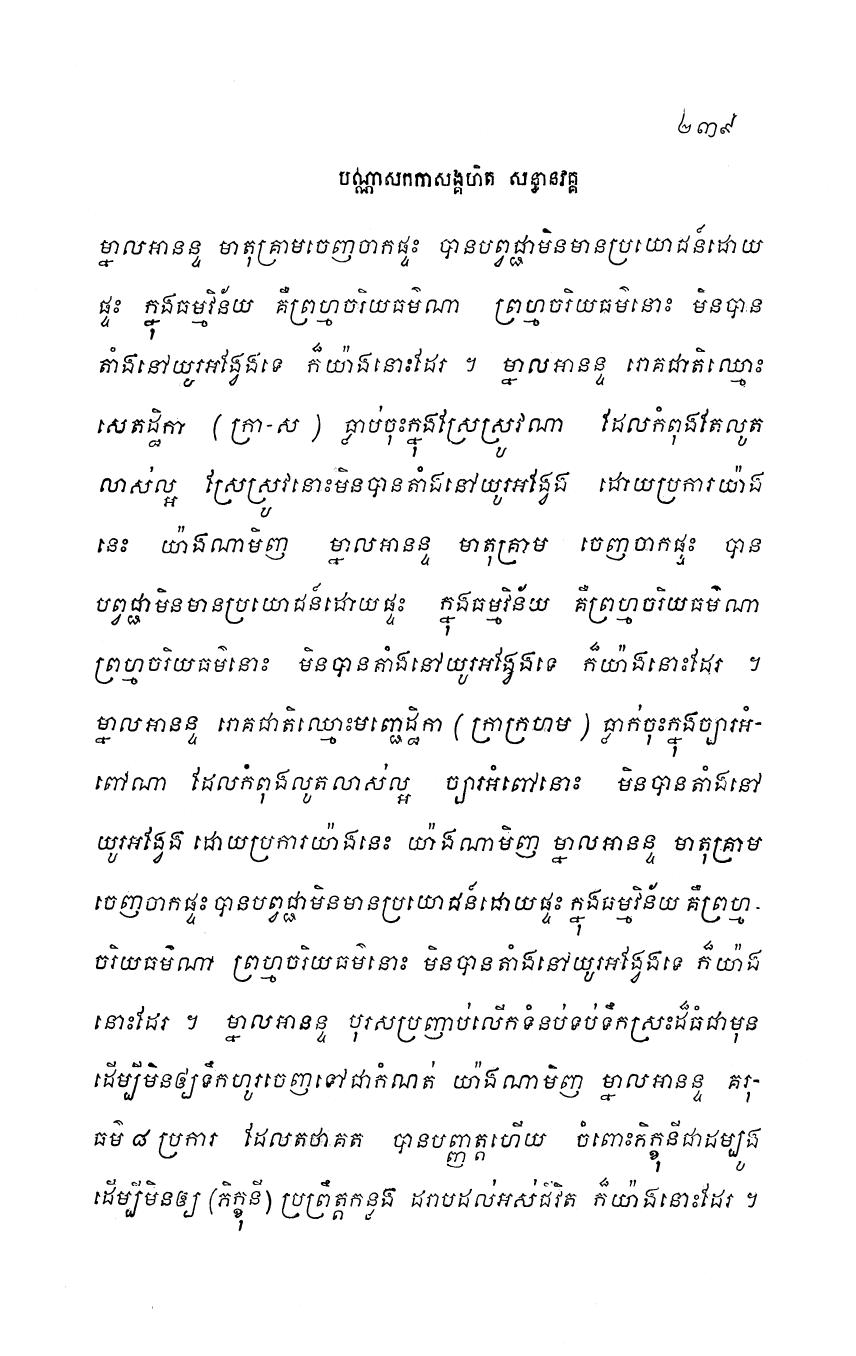 ២៣៩
បណ្ណាសកកាសង្គហិត សន្ធានវគ្គ
ម្នាលអានន្ទ មាតុគ្រាមចេញចាកផ្ទះ បានបព្វជ្ជាមិនមានប្រយោជន៍ដោយ
ផ្ទះ ក្នុងធម្មវិន័យ គឺព្រហ្មចរិយធម៌ណា ព្រហ្មចរិយធម៌នោះ មិនបាន
តាំងនៅយូរអង្វែងទេ ក៏យ៉ាងនោះដែរ ។ ម្នាលអានន្ទ រោគជាតិឈ្មោះ
សេតដ្ឋិកា (ក្រា-ស) ធ្លាប់ចុះក្នុងស្រែស្រូវណា ដែលកំពុងតែលូត
លាស់ល្អ ស្រែស្រូវនោះមិនបានតាំងនៅយូរអង្វែង ដោយប្រការយ៉ាង
នេះ យ៉ាងណាមិញ ម្នាលអានន្ទ មាតុគ្រាម ចេញចាកផ្ទះ បាន
បព្វជ្ជាមិនមានប្រយោជន៍ដោយផ្ទះ ក្នុងធម្មវិន័យ គឺព្រហ្មចរិយធម៌ណា
ព្រហ្មចរិយធម៌នោះ មិនបានតាំងនៅយូរអង្វែងទេ ក៏យ៉ាងនោះដែរ ។
ម្នាលអានន្ទ រោគជាតិឈ្មោះមញ្ជេដ្ឋិកា (ក្រាក្រហម) ធ្លាក់ចុះក្នុងច្បារអំ-
ពៅណា ដែលកំពុងលូតលាស់ល្អ ច្បារអំពៅនោះ មិនបានតាំងនៅ
យូរអង្វែង ដោយប្រការយ៉ាងនេះ យ៉ាងណាមិញ ម្នាលអានន្ទ មាតុគ្រាម
ចេញចាកផ្ទះ បានបព្វជ្ជាមិនមានប្រយោជន៍ដោយផ្ទះ ក្នុងធម្មវិន័យ គឺព្រហ្ម-
ចរិយធម៌ណា ព្រហ្មចរិយធម៌នោះ មិនបានតាំងនៅយូរអង្វែងទេ ក៏យ៉ាង
នោះដែរ ។ ម្នាលអានន្ទ បុរសប្រញាប់លើកទំនប់ទប់ទឹកស្រះដ៏ធំជាមុន
ដើម្បីមិនឲ្យទឹកហូរចេញទៅជាកំណត់ យ៉ាងណាមិញ ម្នាលអានន្ទ គរុ-
ធម៌ ៨ ប្រការ ដែលតថាគត បានបញ្ញត្តហើយ ចំពោះភិក្ខុនីជាដម្បូង
ដើម្បីមិនឲ្យ (ភិក្ខុនី) ប្រព្រឹត្តកន្លង ដរាបដល់អស់ជីវិត ក៏យ៉ាងនោះដែរ ។